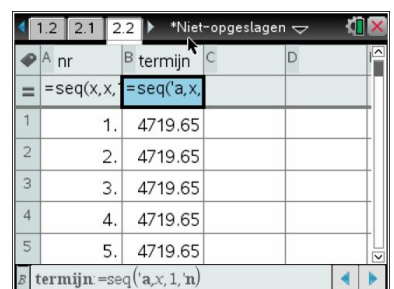 1.2 2.1 2.2 *Niet-opgeslagen
A nr B termijn C D
= =seq(x,x, =seq('a,x,
1 1. 4719.65
2 2. 4719.65
3 3. 4719.65
4 4. 4719.65
5 5. 4719.65
B termijn:=seq('a,x,1,'n)